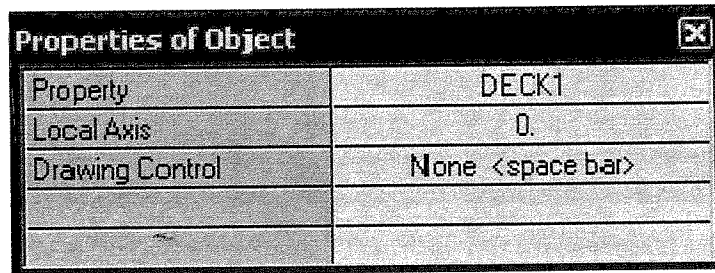 Properties of Object
Property DECK1
Local Axis 0.
Drawing Control None <space bar>